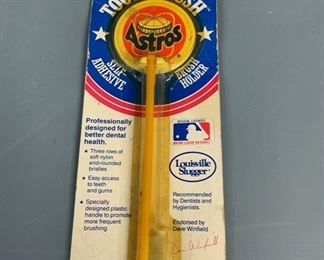 Astros
SELF
ADHESIVE
BRUSH
HOLDER
Professionally
designed for
better dental
health.
• Three rows of
soft nylon
end-rounded
bristles
• Easy access
to teeth
and gums
• Specially
designed plastic
handle to promote
more frequent
brushing
Louisville
Slugger
Recommended
by Dentists and
Hygienists.
Endorsed by
Dave Winfield